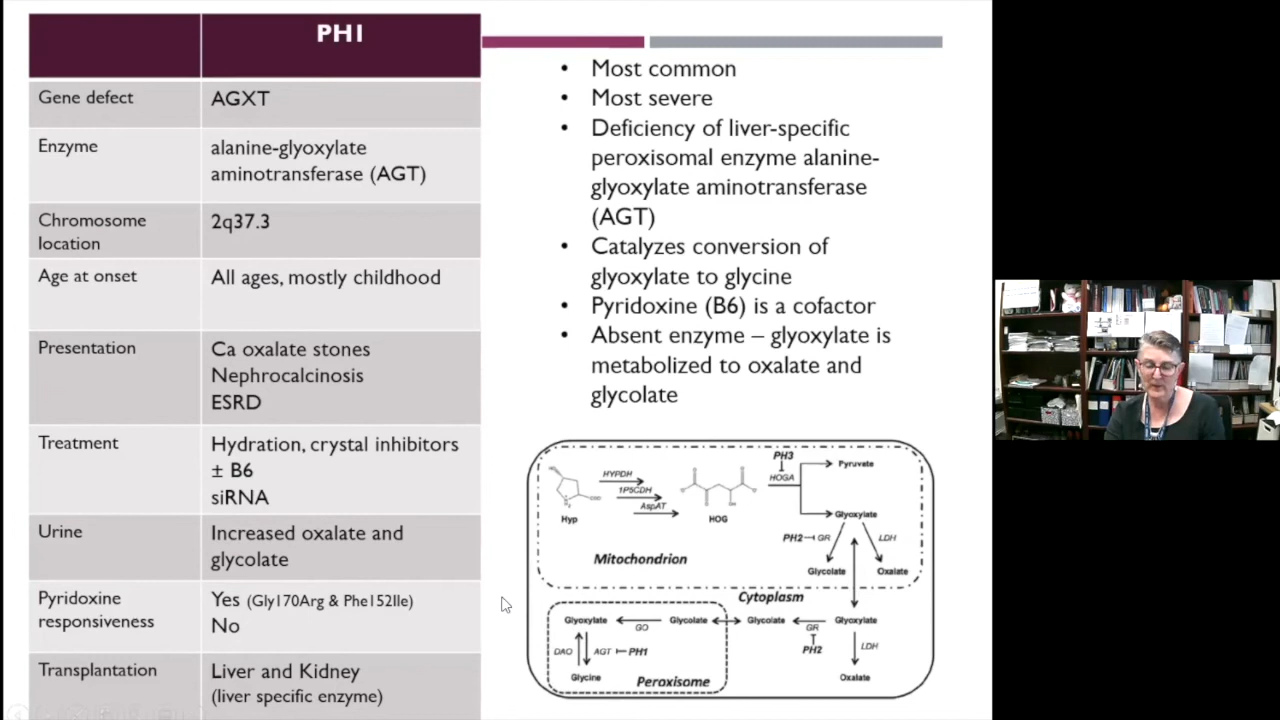 PH1
Gene defect
AGXT
Enzyme
alanine-glyoxylate
aminotransferase (AGT)
Chromosome
location
2q37.3
Age at onset
All ages, mostly childhood
Presentation
Ca oxalate stones
Nephrocalcinosis
ESRD
Treatment
Hydration, crystal inhibitors
± B6
siRNA
Urine
Increased oxalate and
glycolate
Pyridoxine
responsiveness
Yes (Gly170Arg & Phe152Ile)
No
Transplantation
Liver and Kidney
(liver specific enzyme)
• Most common
• Most severe
• Deficiency of liver-specific
peroxisomal enzyme alanine-
glyoxylate aminotransferase
(AGT)
• Catalyzes conversion of
glyoxylate to glycine
• Pyridoxine (B6) is a cofactor
• Absent enzyme – glyoxylate is
metabolized to oxalate and
glycolate
PH3
HYPDH
1P5CDH
AspAT
HOGA
Pyruvate
Hyp
HOG
Glyoxylate
PH2
GR
LDH
Mitochondrion
Glycolate
Oxalate
Cytoplasm
Glyoxylate
GO
Glycolate
Glycolate
GR
Glyoxylate
DAO
AGT
PH1
PH2
LDH
Glycine
Peroxisome
Oxalate